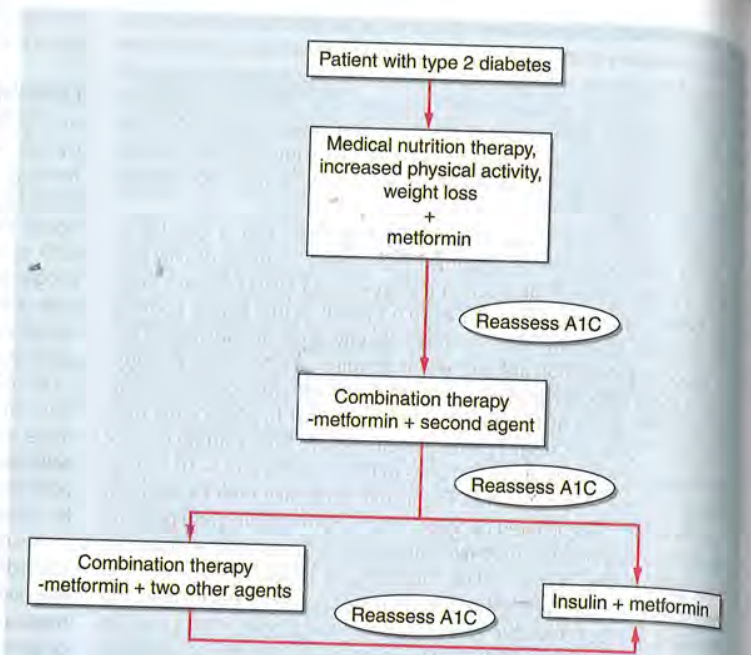 Patient with type 2 diabetes
Medical nutrition therapy,
increased physical activity,
weight loss
+
metformin
Reassess A1C
Combination therapy
-metformin + second agent
Reassess A1C
Combination therapy
-metformin + two other agents
Insulin + metformin
Reassess A1C